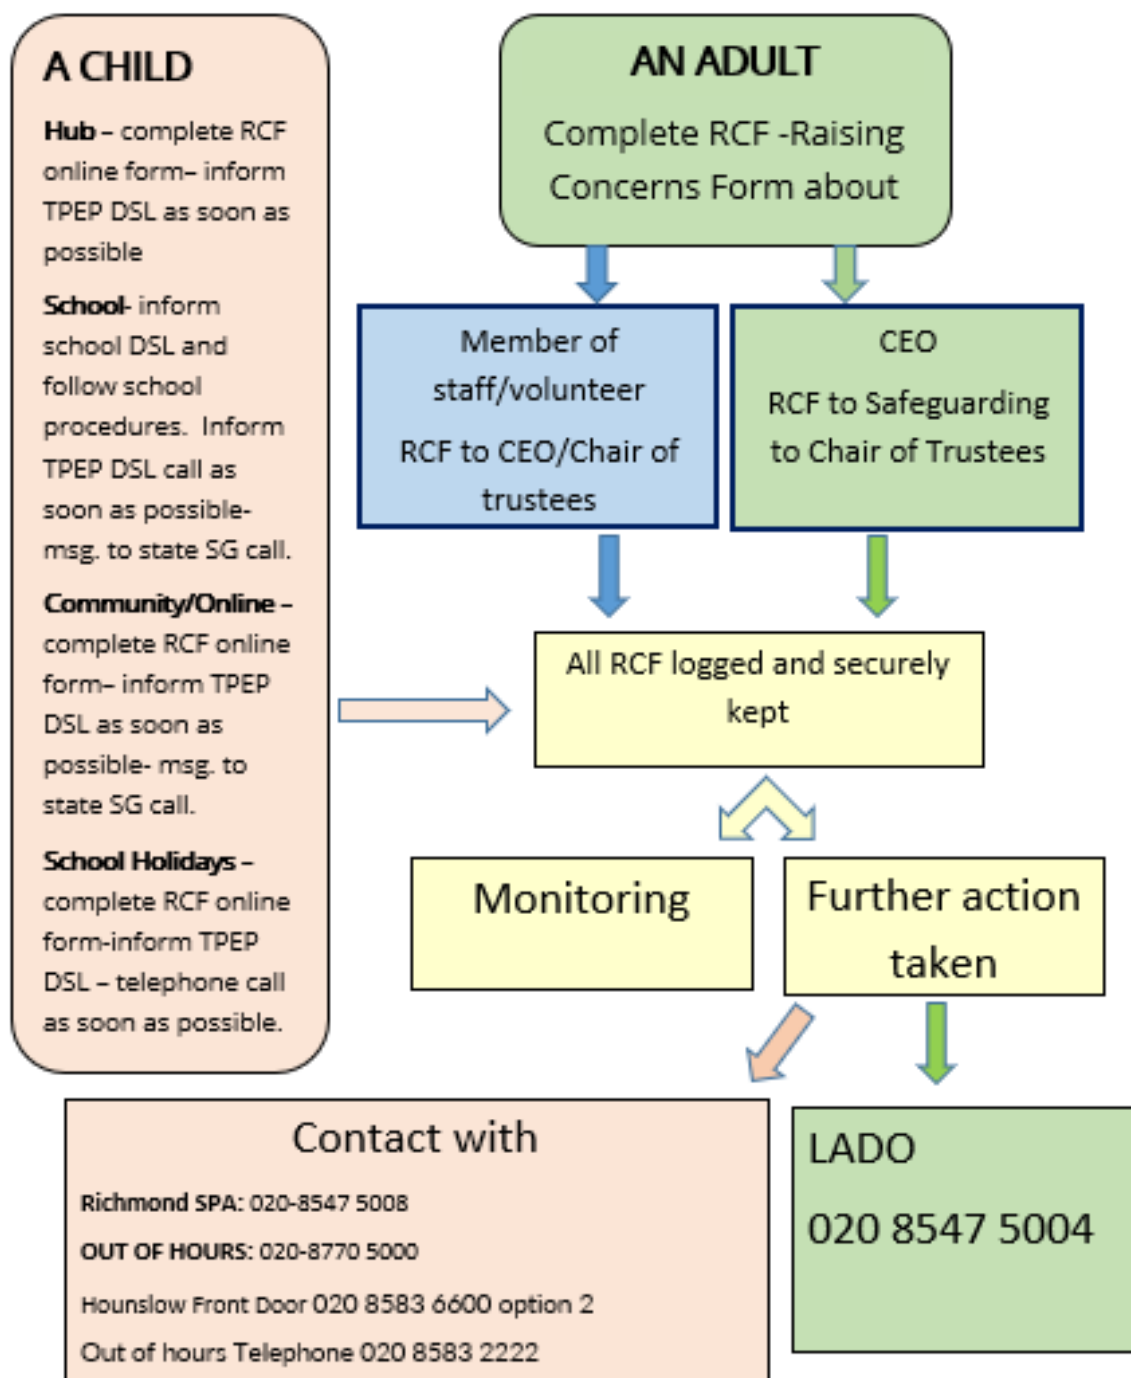 A CHILD
Hub – complete RCF
online form– inform
TPEP DSL as soon as
possible
School- inform
school DSL and
follow school
procedures.  Inform
TPEP DSL call as
soon as possible-
msg. to state SG call.
Community/Online –
complete RCF online
form– inform TPEP
DSL as soon as
possible- msg. to
state SG call.
School Holidays –
complete RCF online
form-inform TPEP
DSL – telephone call
as soon as possible.
AN ADULT
Complete RCF -Raising
Concerns Form about
Member of
staff/volunteer
RCF to CEO/Chair of
trustees
CEO
RCF to Safeguarding
to Chair of Trustees
All RCF logged and securely
kept
Monitoring
Further action
taken
Contact with
Richmond SPA: 020-8547 5008
OUT OF HOURS: 020-8770 5000
Hounslow Front Door 020 8583 6600 option 2
Out of hours Telephone 020 8583 2222
LADO
020 8547 5004